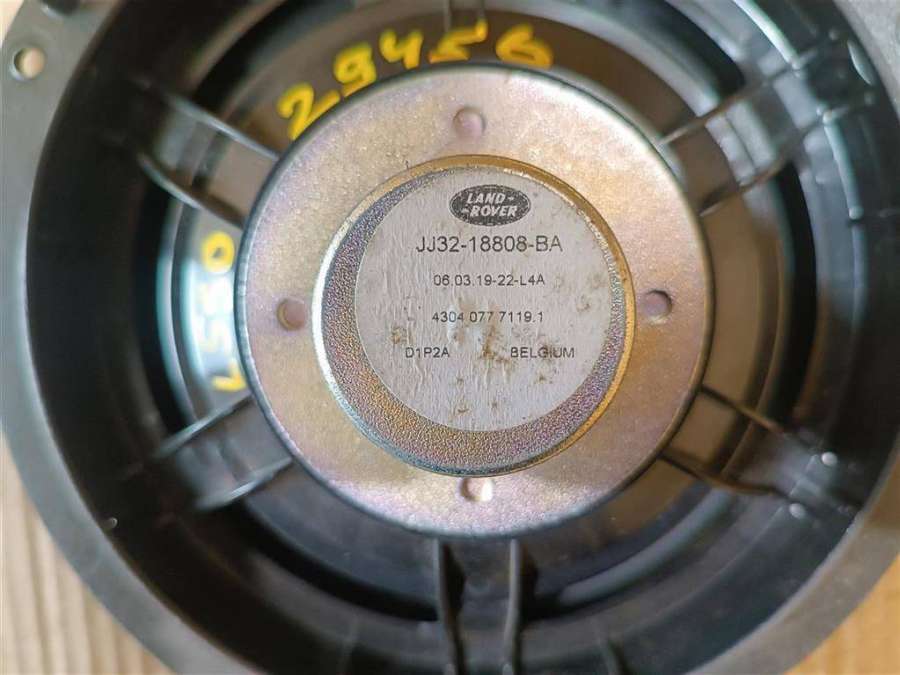 29456
LAND-
-ROVER
JJ32-18808-BA
06.03.19-22-L4A
4304 077 7119.1
D1P2A BELGIUM
L550